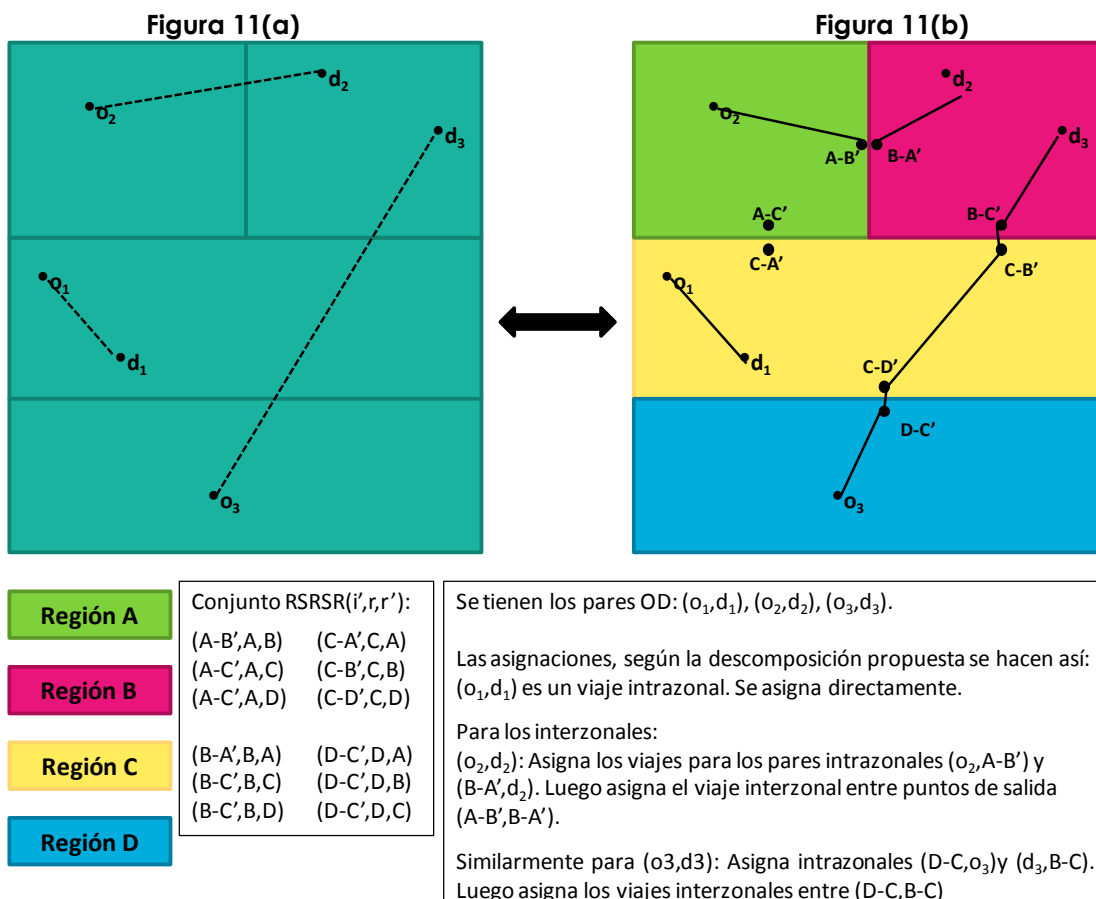 Figura 11(a)
Figura 11(b)
o2
d2
d3
o1
d1
o3
o2
d2
d3
A-B’
B-A’
A-C’
B-C’
C-A’
C-B’
o1
d1
C-D’
D-C’
o3
Región A
Región B
Región C
Región D
Conjunto RSRSR(i’,r,r’):
(A-B’,A,B) (C-A’,C,A)
(A-C’,A,C) (C-B’,C,B)
(A-C’,A,D) (C-D’,C,D)
(B-A’,B,A) (D-C’,D,A)
(B-C’,B,C) (D-C’,D,B)
(B-C’,B,D) (D-C’,D,C)
Se tienen los pares OD: (o1,d1), (o2,d2), (o3,d3).
Las asignaciones, según la descomposición propuesta se hacen así:
(o1,d1) es un viaje intrazonal. Se asigna directamente.
Para los interzonales:
(o2,d2): Asigna los viajes para los pares intrazonales (o2,A-B’) y
(B-A’,d2). Luego asigna el viaje interzonal entre puntos de salida
(A-B’,B-A’).
Similarmente para (o3,d3): Asigna intrazonales (D-C,o3)y (d3,B-C).
Luego asigna los viajes interzonales entre (D-C,B-C)